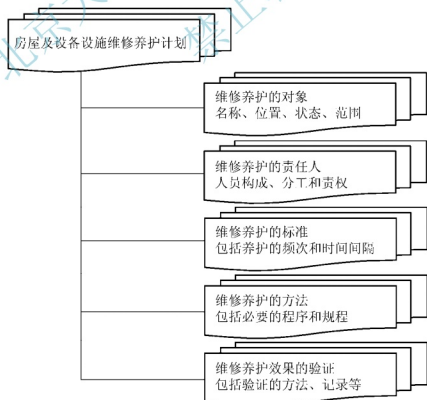 房屋及设备设施维修养护计划
维修养护的对象
名称、位置、状态、范围
维修养护的责任人
人员构成、分工和责权
维修养护的标准
包括养护的频次和时间间隔
维修养护的方法
包括必要的程序和规程
维修养护效果的验证
包括验证的方法、记录等